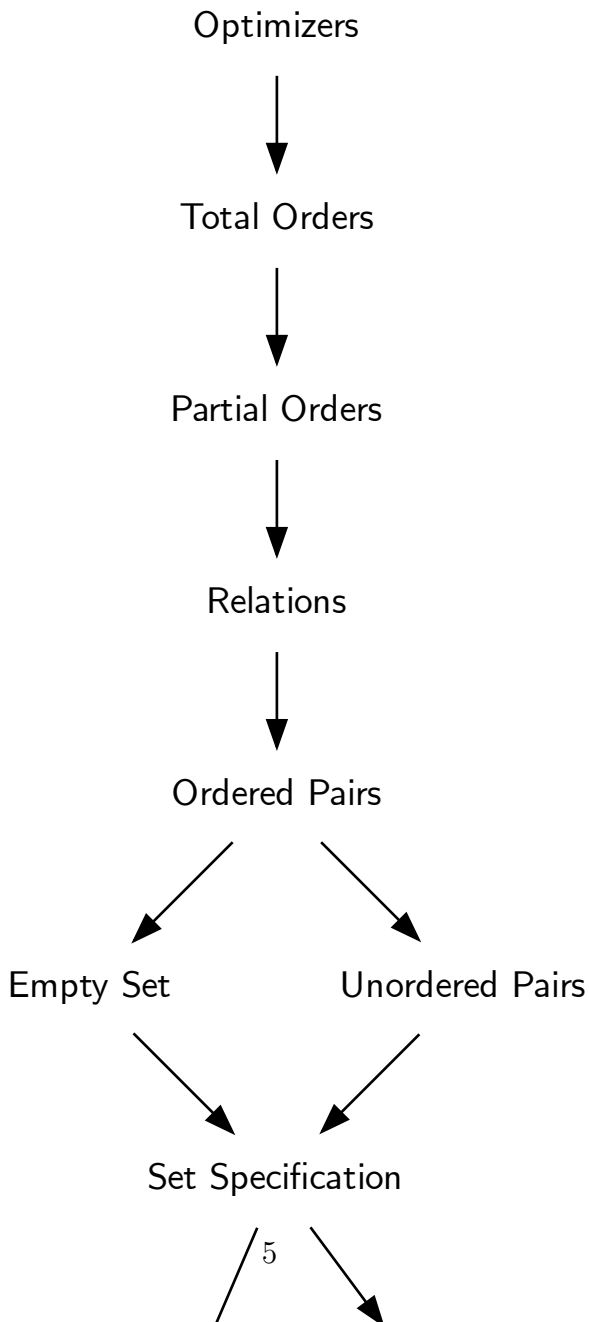 Optimizers
Total Orders
Partial Orders
Relations
Ordered Pairs
Empty Set
Unordered Pairs
Set Specification
5